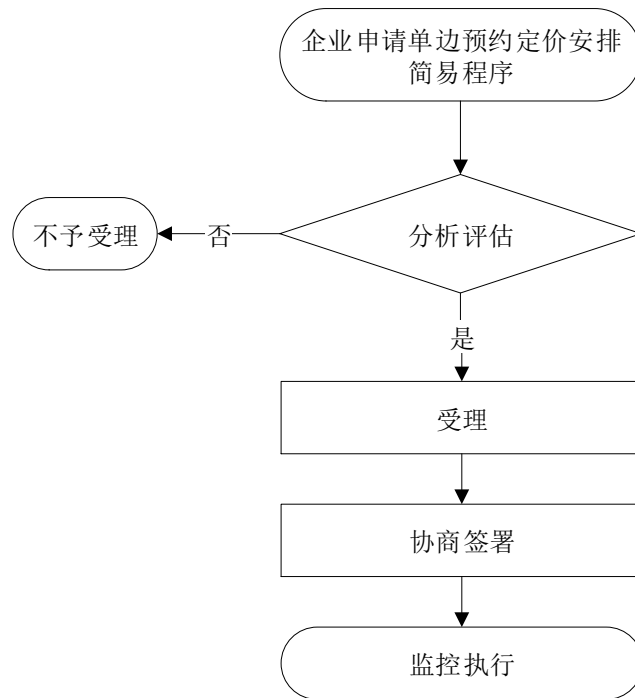 企业申请单边预约定价安排
简易程序
分析评估
否
不予受理
是
受理
协商签署
监控执行